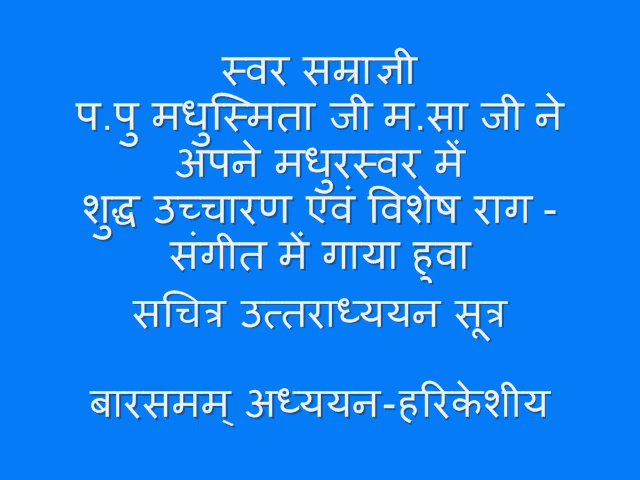 स्वर सम्राज्ञी
प.पु मधुस्मिता जी म.सा जी ने
अपने मधुरस्वर में
शुद्ध उच्चारण एवं विशेष राग -
संगीत में गाया हुवा
सचित्र उत्तराध्ययन सूत्र
बारसमम् अध्ययन-हरिकेशीय